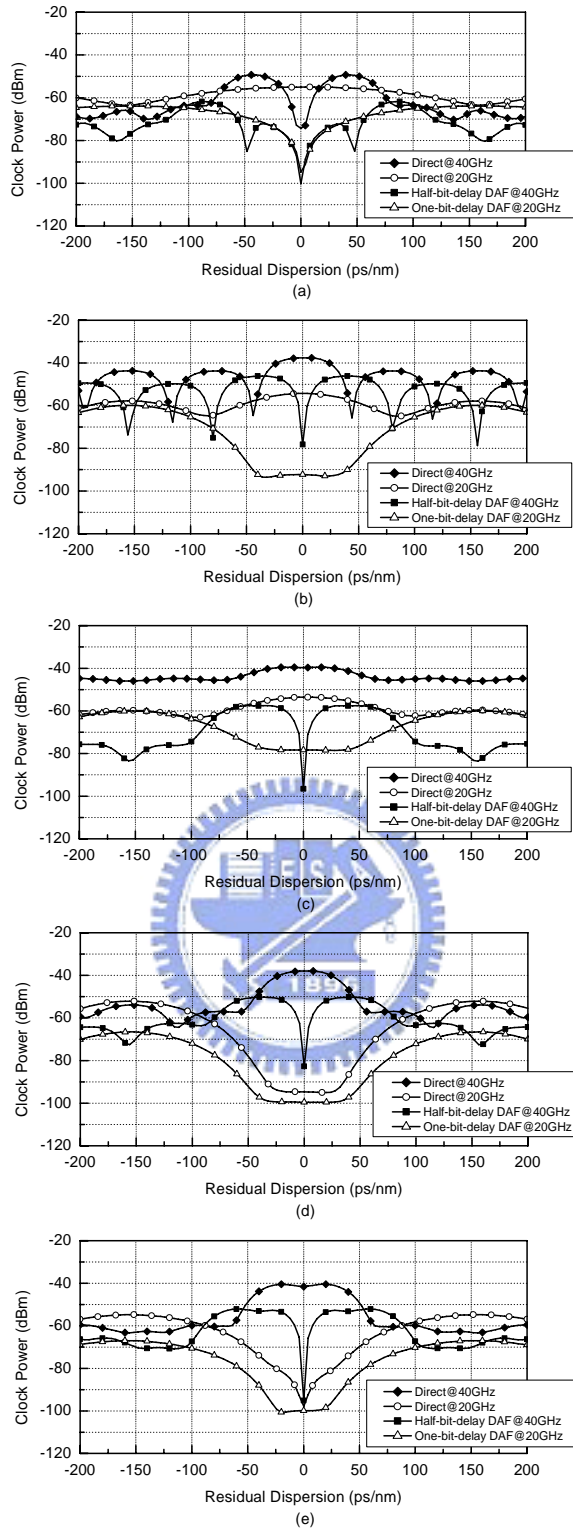 -20
-40
-60
-80
-100
-120
Clock Power (dBm)
Direct@40GHz
Direct@20GHz
Half-bit-delay DAF@40GHz
One-bit-delay DAF@20GHz
-200 -150 -100 -50 0 50 100 150 200
Residual Dispersion (ps/nm)
(a)
-20
-40
-60
-80
-100
-120
Clock Power (dBm)
Direct@40GHz
Direct@20GHz
Half-bit-delay DAF@40GHz
One-bit-delay DAF@20GHz
-200 -150 -100 -50 0 50 100 150 200
Residual Dispersion (ps/nm)
(b)
-20
-40
-60
-80
-100
-120
Clock Power (dBm)
Direct@40GHz
Direct@20GHz
Half-bit-delay DAF@40GHz
One-bit-delay DAF@20GHz
-200 -150 -100 -50 0 50 100 150 200
Residual Dispersion (ps/nm)
(c)
-20
-40
-60
-80
-100
-120
Clock Power (dBm)
1896
Direct@40GHz
Direct@20GHz
Half-bit-delay DAF@40GHz
One-bit-delay DAF@20GHz
-200 -150 -100 -50 0 50 100 150 200
Residual Dispersion (ps/nm)
(d)
-20
-40
-60
-80
-100
-120
Clock Power (dBm)
Direct@40GHz
Direct@20GHz
Half-bit-delay DAF@40GHz
One-bit-delay DAF@20GHz
-200 -150 -100 -50 0 50 100 150 200
Residual Dispersion (ps/nm)
(e)